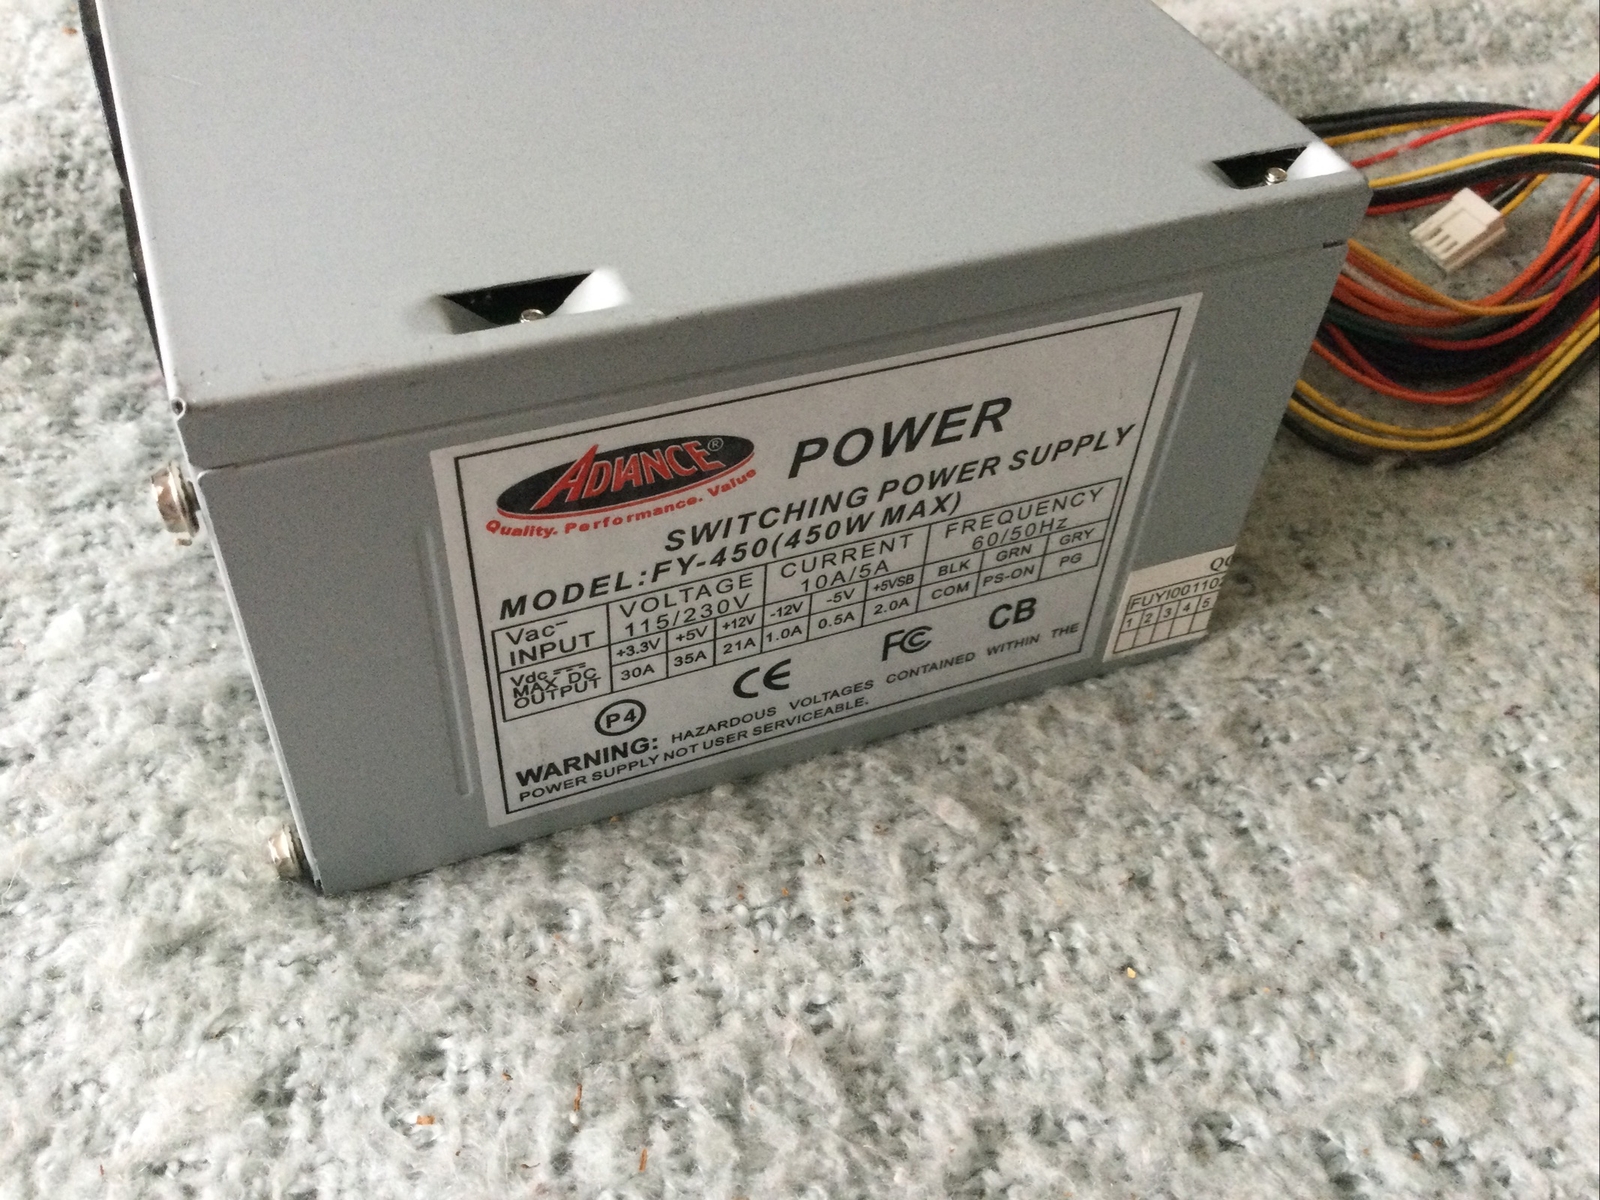 ADVANCE® POWER
Quality. Performance. Value
SWITCHING POWER SUPPLY
MODEL:FY-450(450W MAX)
Vac~ INPUT VOLTAGE 115/230V CURRENT 10A/5A FREQUENCY 60/50Hz
Vdc MAX DC OUTPUT +3.3V +5V +12V -12V -5V +5VSB BLK GRN GRY
30A 35A 21A 1.0A 0.5A 2.0A COM PS-ON PG
P4 CE FC CB
WARNING: HAZARDOUS VOLTAGES CONTAINED WITHIN THE
POWER SUPPLY NOT USER SERVICEABLE.
FUYI001102
1 2 3 4 5